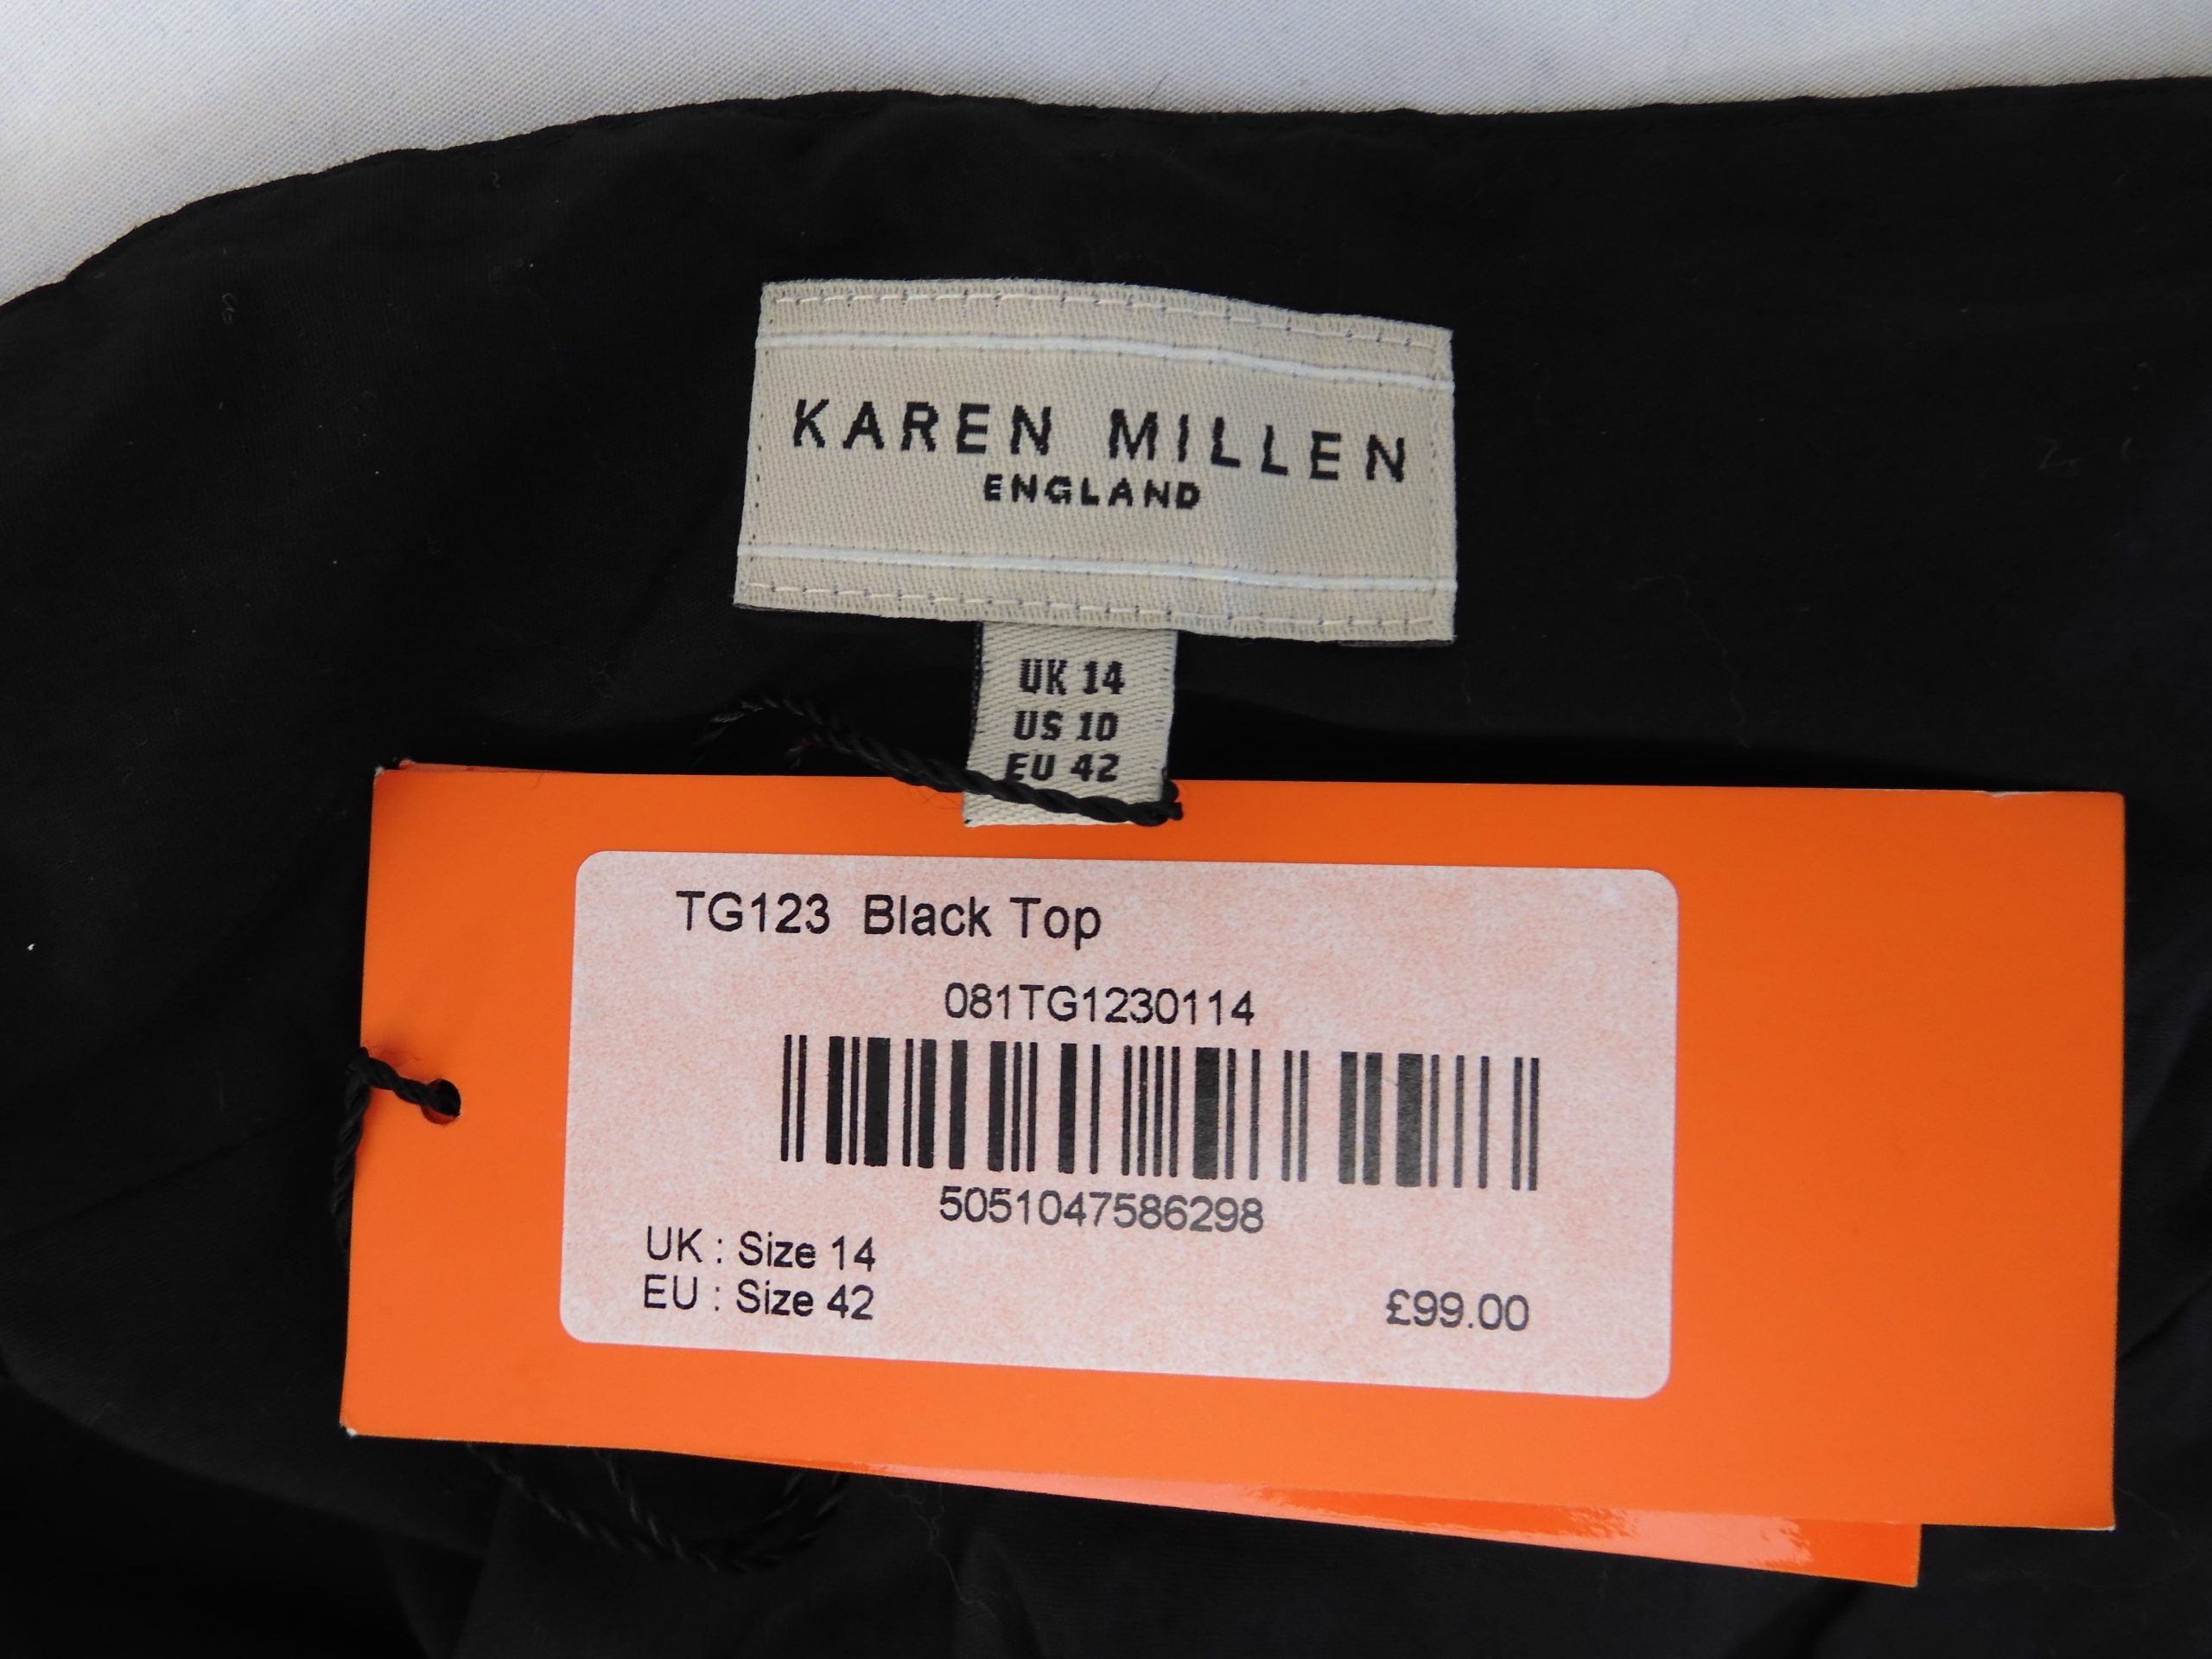 KAREN MILLEN
ENGLAND
UK 14
US 10
EU 42
TG123 Black Top
081TG1230114
5051047586298
UK : Size 14
EU : Size 42
£99.00